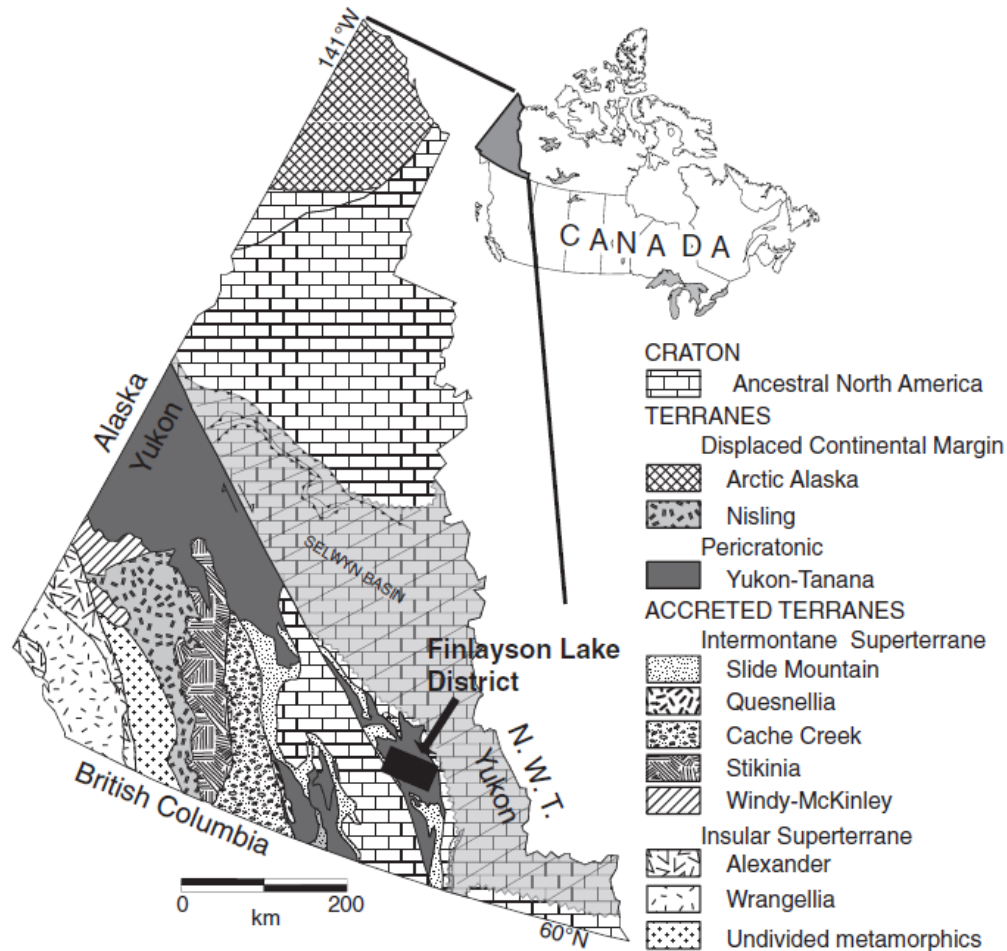 141°W
CANADA
Alaska
Yukon
SELWYN BASIN
Finlayson Lake
District
N. W. T.
Yukon
British Columbia
0
200
km
60°N
CRATON
Ancestral North America
TERRANES
Displaced Continental Margin
Arctic Alaska
Nisling
Pericratonic
Yukon-Tanana
ACCRETED TERRANES
Intermontane Superterrane
Slide Mountain
Quesnellia
Cache Creek
Stikinia
Windy-McKinley
Insular Superterrane
Alexander
Wrangellia
Undivided metamorphics